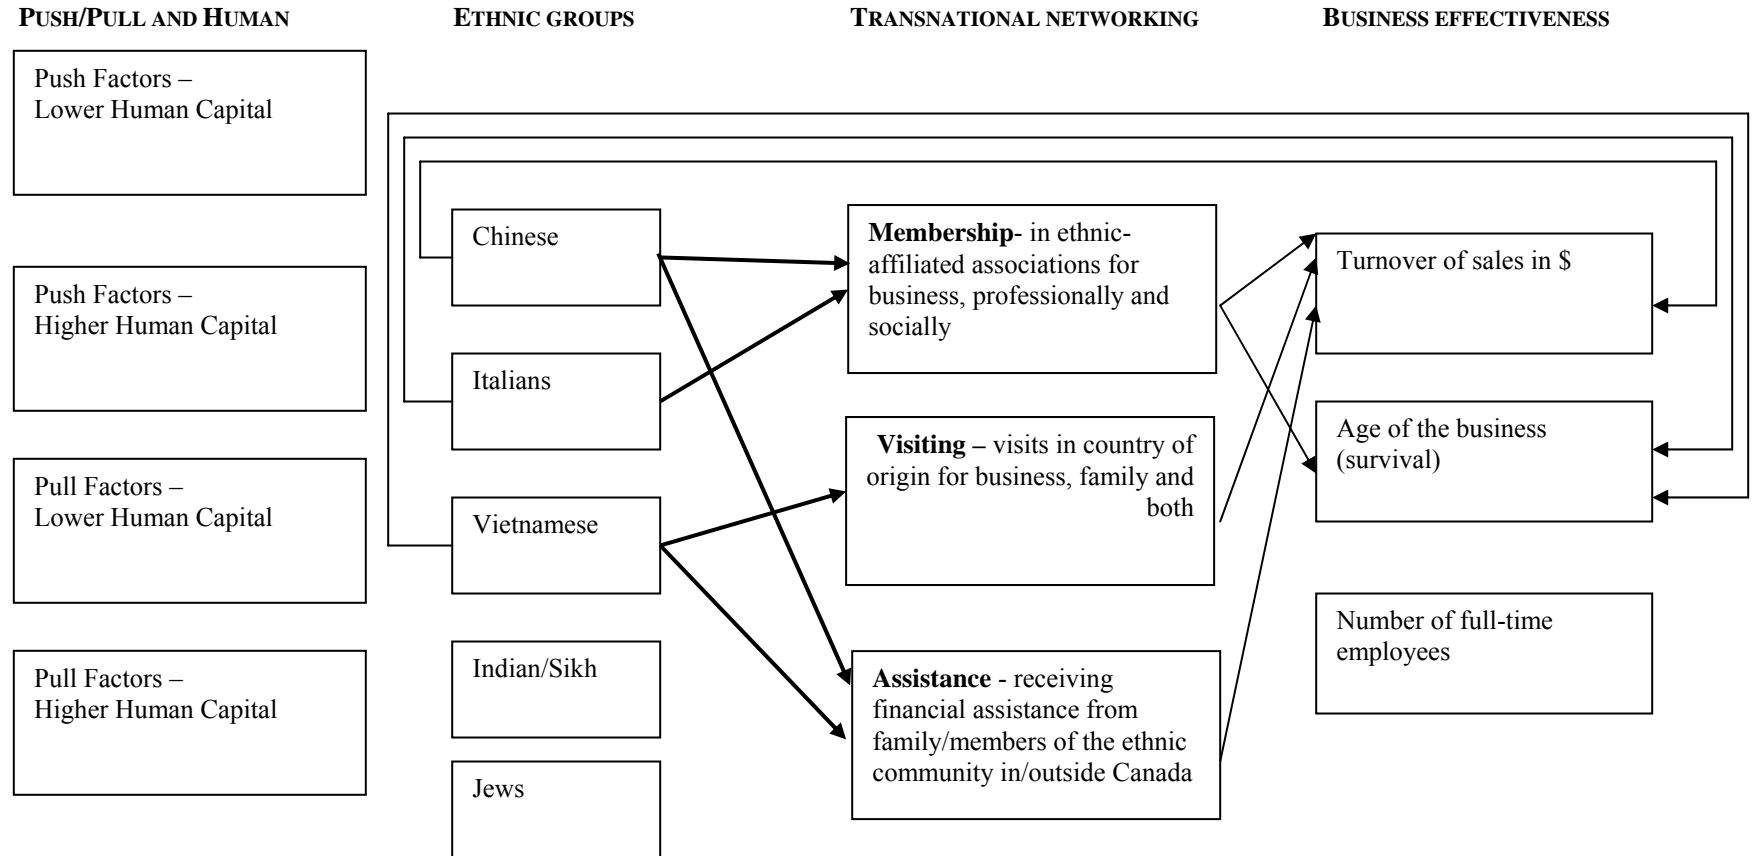 PUSH/PULL AND HUMAN
ETHNIC GROUPS
TRANSNATIONAL NETWORKING
BUSINESS EFFECTIVENESS
Push Factors –
Lower Human Capital
Push Factors –
Higher Human Capital
Pull Factors –
Lower Human Capital
Pull Factors –
Higher Human Capital
Chinese
Italians
Vietnamese
Indian/Sikh
Jews
Membership- in ethnic-
affiliated associations for
business, professionally and
socially
Visiting – visits in country of
origin for business, family and
both
Assistance - receiving
financial assistance from
family/members of the ethnic
community in/outside Canada
Turnover of sales in $
Age of the business
(survival)
Number of full-time
employees